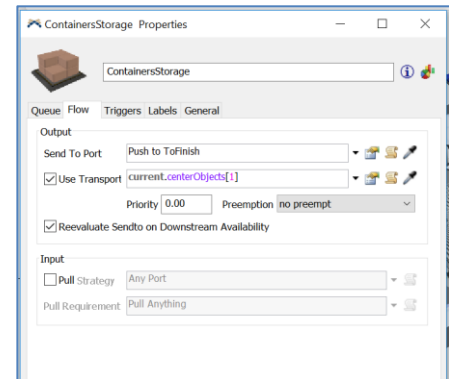 ContainersStorage Properties
ContainersStorage
Queue Flow Triggers Labels General
Output
Send To Port Push to ToFinish
Use Transport current.centerObjects[1]
Priority 0.00 Preemption no preempt
Reevaluate Sendto on Downstream Availability
Input
Pull Strategy Any Port
Pull Requirement Pull Anything